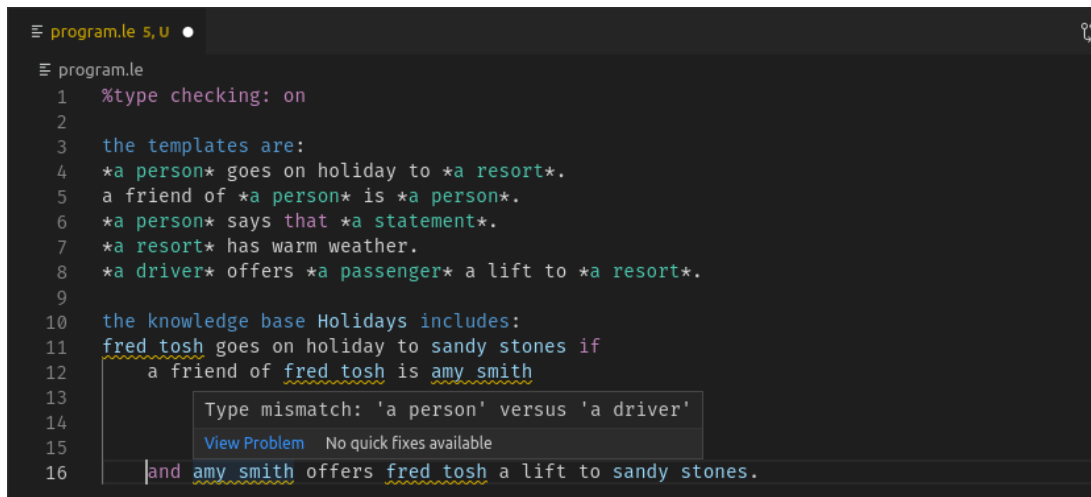 program.le 5, U
program.le
1 %type checking: on
2
3 the templates are:
4 *a person* goes on holiday to *a resort*.
5 a friend of *a person* is *a person*.
6 *a person* says that *a statement*.
7 *a resort* has warm weather.
8 *a driver* offers *a passenger* a lift to *a resort*.
9
10 the knowledge base Holidays includes:
11 fred tosh goes on holiday to sandy stones if
12 a friend of fred tosh is amy smith
13
Type mismatch: 'a person' versus 'a driver'
14
View Problem No quick fixes available
15
16 and amy smith offers fred tosh a lift to sandy stones.